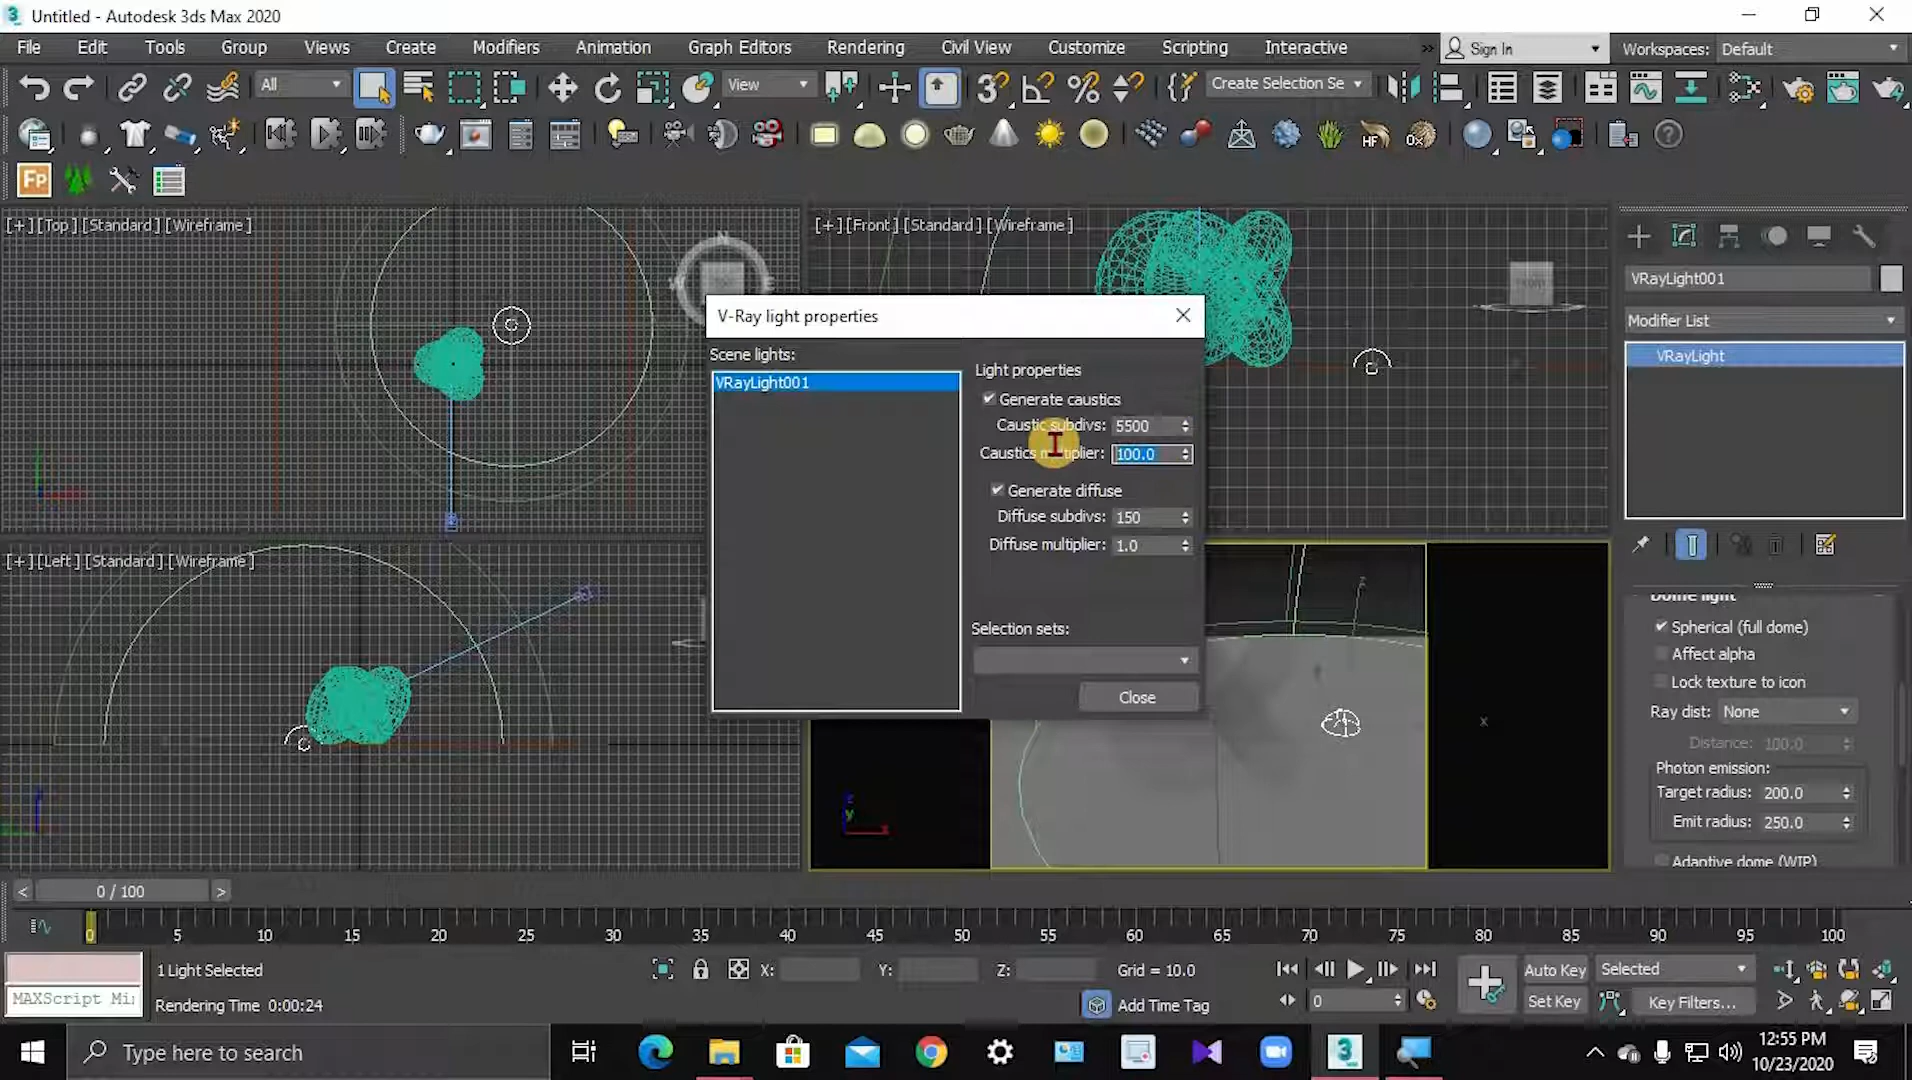 Untitled - Autodesk 3ds Max 2020
File Edit Tools Group Views Create Modifiers Animation Graph Editors Rendering Civil View Customize Scripting Interactive Sign In Workspaces: Default
All View Create Selection Se
HF OX
Fp
[+][Top][Standard][Wireframe]
[+][Front][Standard][Wireframe]
VRayLight001
Modifier List
VRayLight
V-Ray light properties
Scene lights:
VRayLight001
Light properties
Generate caustics
Caustic subdivs: 5500
Caustics multiplier: 100.0
Generate diffuse
Diffuse subdivs: 150
Diffuse multiplier: 1.0
Selection sets:
Close
[+][Left][Standard][Wireframe]
Dome light
Spherical (full dome)
Affect alpha
Lock texture to icon
Ray dist: None
Distance: 100.0
Photon emission:
Target radius: 200.0
Emit radius: 250.0
Adaptive dome (WIP)
z
y
x
x
< 0 / 100 >
0 5 10 15 20 25 30 35 40 45 50 55 60 65 70 75 80 85 90 95 100
1 Light Selected X: Y: Z: Grid = 10.0 Auto Key Selected
MAXScript Mi
Rendering Time 0:00:24 Add Time Tag 0 Set Key Key Filters...
Type here to search
12:55 PM
10/23/2020